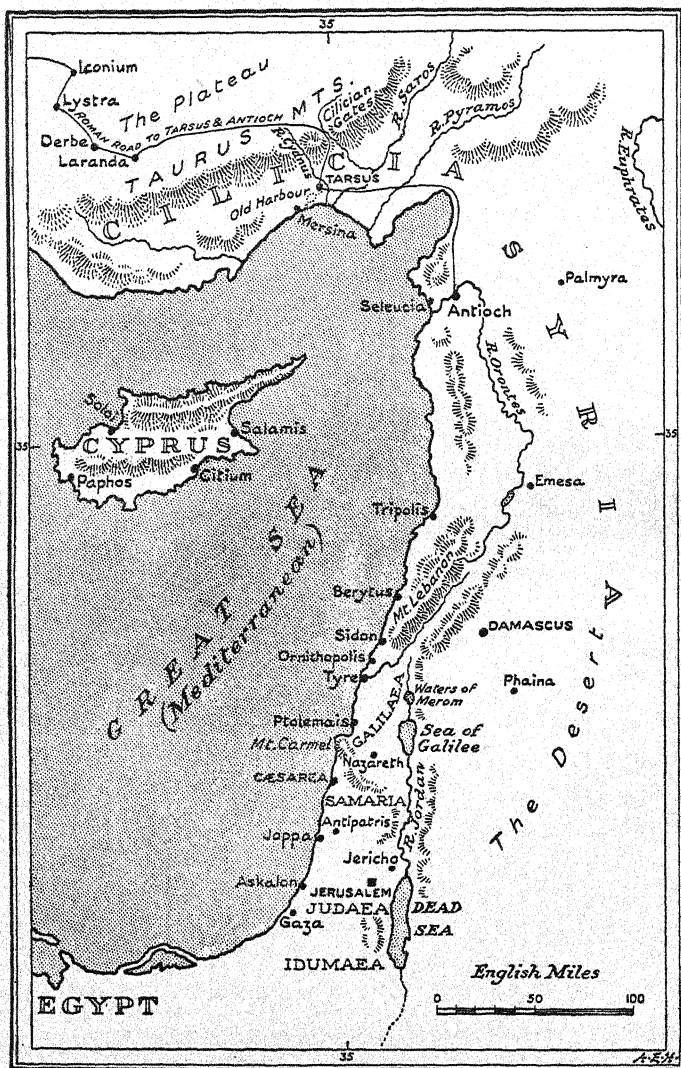 35
Iconium
The Plateau
Lystra
ROMAN ROAD TO TARSUS & ANTIOCH
Derbe
Laranda
TAURUS MTS.
Cilician
Gates
R. Saros
R. Pyramos
R. Cydnus
CILICIA
TARSUS
Old Harbour
Mersina
R. Euphrates
SYRIA
Palmyra
Seleucia
Antioch
R. Orontes
Soloi
CYPRUS
Salamis
Paphos
Citium
35
35
Emesa
Tripolis
GREAT SEA
(Mediterranean)
Mt. Lebanon
Berytus
Sidon
DAMASCUS
Ornithopolis
Tyre
Phaina
The Desert
GALILAEA
Waters of
Merom
Ptolemais
Sea of
Galilee
Mt. Carmel
Nazareth
CÆSAREA
SAMARIA
R. Jordan
Antipatris
Joppa
Jericho
Askalon
JERUSALEM
JUDAEA
DEAD
SEA
Gaza
IDUMAEA
EGYPT
English Miles
0 50 100
35
A.E.H.